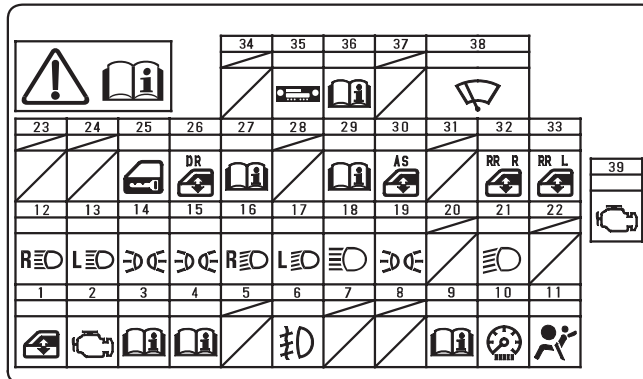 34 35 36 37 38
23 24 25 26 27 28 29 30 31 32 33
DR AS RR R RR L
39
12 13 14 15 16 17 18 19 20 21 22
R L R L
1 2 3 4 5 6 7 8 9 10 11